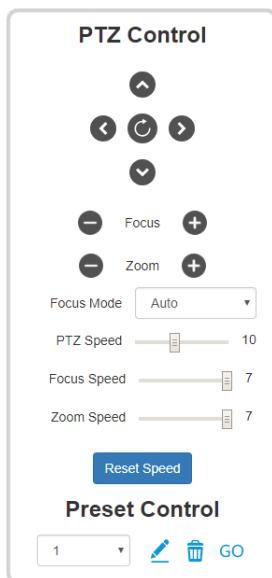 PTZ Control
Focus
Zoom
Focus Mode Auto
PTZ Speed 10
Focus Speed 7
Zoom Speed 7
Reset Speed
Preset Control
1 GO